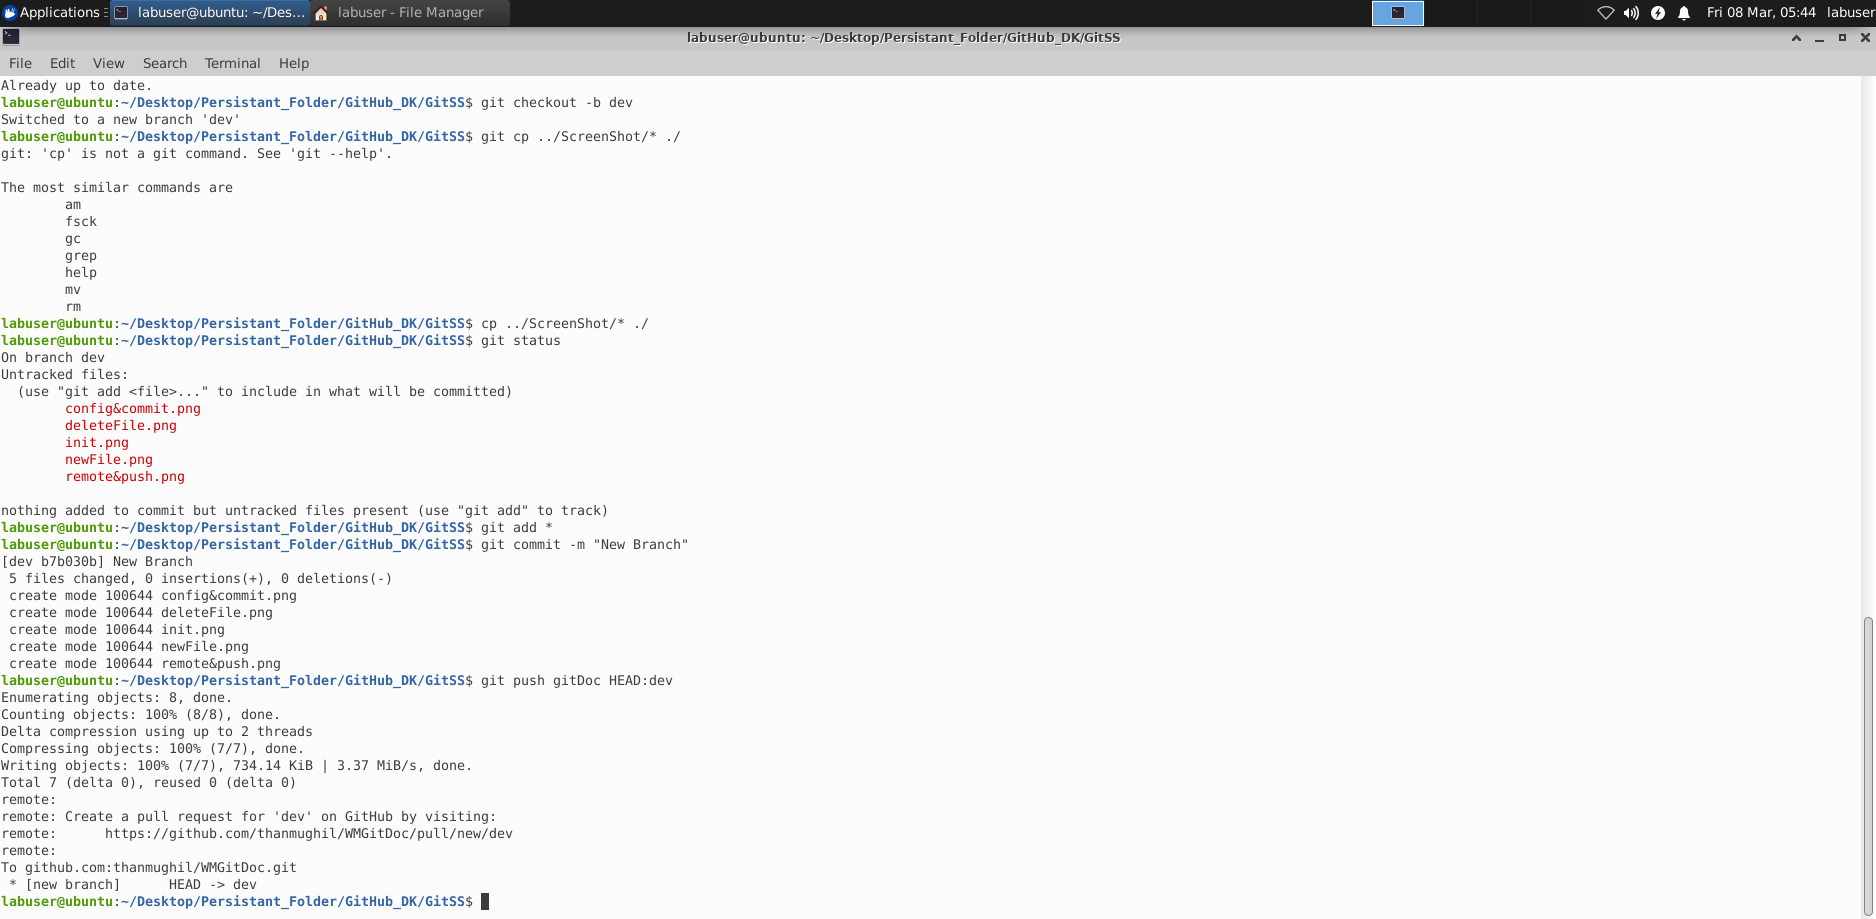 Applications labuser@ubuntu: ~/Des... labuser - File Manager Fri 08 Mar, 05:44 labuser
labuser@ubuntu: ~/Desktop/Persistant_Folder/GitHub_DK/GitSS
File Edit View Search Terminal Help
Already up to date.
labuser@ubuntu:~/Desktop/Persistant_Folder/GitHub_DK/GitSS$ git checkout -b dev
Switched to a new branch 'dev'
labuser@ubuntu:~/Desktop/Persistant_Folder/GitHub_DK/GitSS$ git cp ../ScreenShot/* ./
git: 'cp' is not a git command. See 'git --help'.

The most similar commands are
        am
        fsck
        gc
        grep
        help
        mv
        rm
labuser@ubuntu:~/Desktop/Persistant_Folder/GitHub_DK/GitSS$ cp ../ScreenShot/* ./
labuser@ubuntu:~/Desktop/Persistant_Folder/GitHub_DK/GitSS$ git status
On branch dev
Untracked files:
  (use "git add <file>..." to include in what will be committed)
        config&commit.png
        deleteFile.png
        init.png
        newFile.png
        remote&push.png

nothing added to commit but untracked files present (use "git add" to track)
labuser@ubuntu:~/Desktop/Persistant_Folder/GitHub_DK/GitSS$ git add *
labuser@ubuntu:~/Desktop/Persistant_Folder/GitHub_DK/GitSS$ git commit -m "New Branch"
[dev b7b030b] New Branch
 5 files changed, 0 insertions(+), 0 deletions(-)
 create mode 100644 config&commit.png
 create mode 100644 deleteFile.png
 create mode 100644 init.png
 create mode 100644 newFile.png
 create mode 100644 remote&push.png
labuser@ubuntu:~/Desktop/Persistant_Folder/GitHub_DK/GitSS$ git push gitDoc HEAD:dev
Enumerating objects: 8, done.
Counting objects: 100% (8/8), done.
Delta compression using up to 2 threads
Compressing objects: 100% (7/7), done.
Writing objects: 100% (7/7), 734.14 KiB | 3.37 MiB/s, done.
Total 7 (delta 0), reused 0 (delta 0)
remote:
remote: Create a pull request for 'dev' on GitHub by visiting:
remote:      https://github.com/thanmughil/WMGitDoc/pull/new/dev
remote:
To github.com:thanmughil/WMGitDoc.git
 * [new branch]      HEAD -> dev
labuser@ubuntu:~/Desktop/Persistant_Folder/GitHub_DK/GitSS$